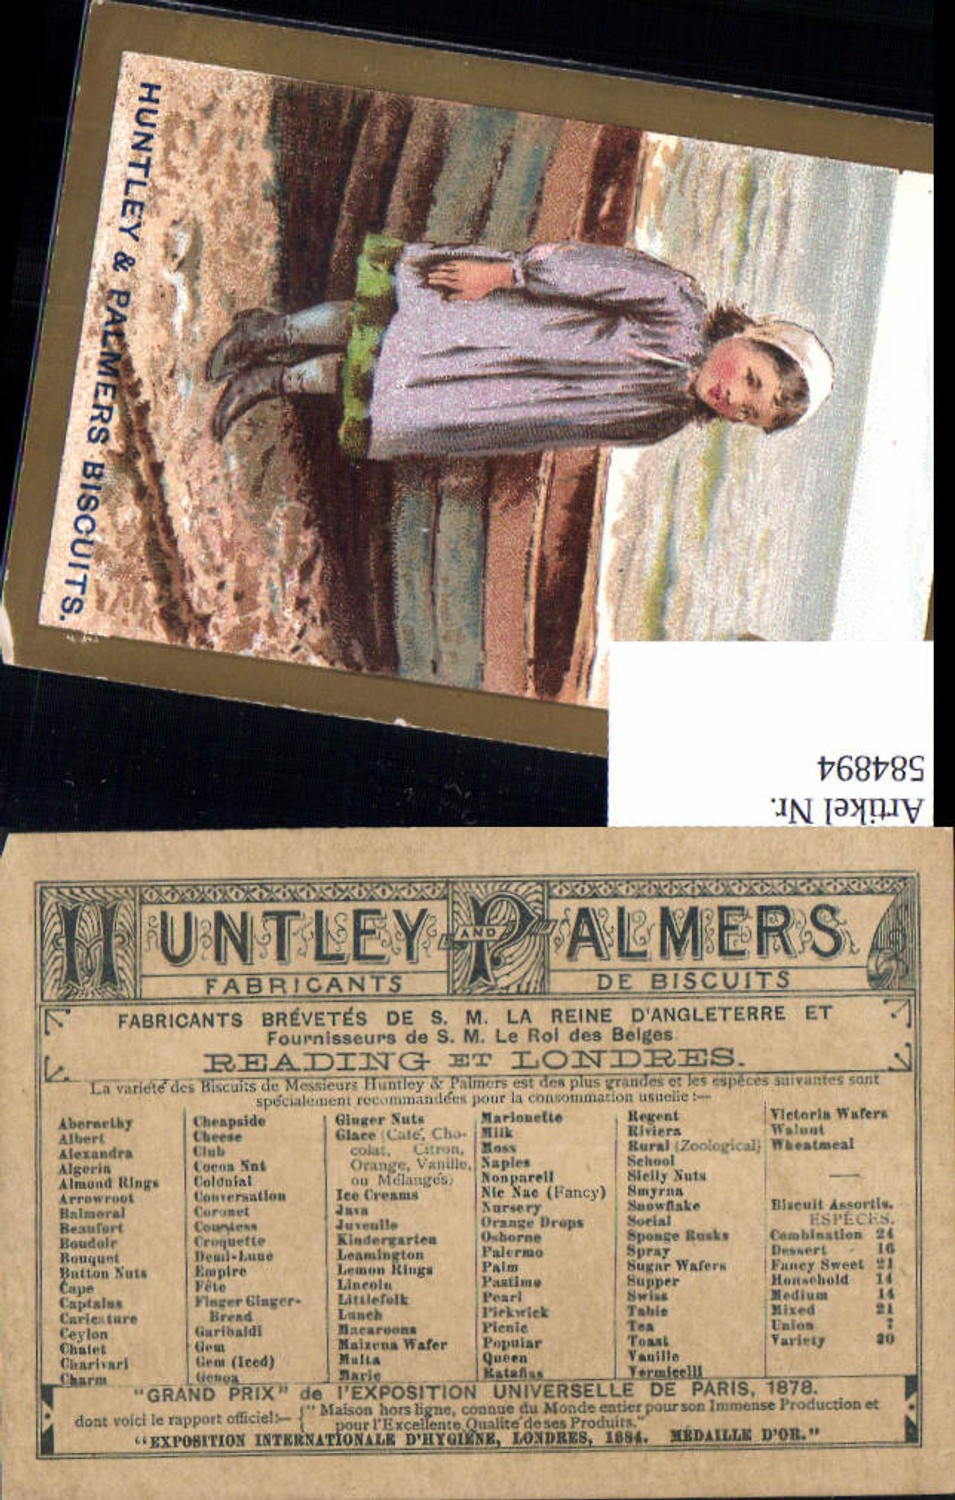 HUNTLEY & PALMERS BISCUITS.
Artikel Nr.
584894
HUNTLEY AND PALMERS
FABRICANTS DE BISCUITS
FABRICANTS BRÉVETÉS DE S. M. LA REINE D'ANGLETERRE ET
Fournisseurs de S. M. Le Roi des Belges
READING ET LONDRES.
La varieté des Biscuits de Messieurs Huntley & Palmers est des plus grandes et les espèces suivantes sont
spécialement recommandées pour la consommation usuelle :—
Abernethy
Albert
Alexandra
Algeria
Almond Rings
Arrowroot
Balmoral
Beaufort
Boudoir
Bouquet
Button Nuts
Cape
Captains
Caricature
Ceylon
Chalet
Charivari
Charm
Cheapside
Cheese
Club
Cocoa Nut
Colonial
Conversation
Coronet
Countess
Croquette
Demi-Lune
Empire
Fête
Finger Ginger-
Bread
Garibaldi
Gem
Gem (Iced)
Genoa
Ginger Nuts
Glace (Café, Cho-
colat, Citron,
Orange, Vanille,
ou Mélangés)
Ice Creams
Java
Juvenile
Kindergarten
Leamington
Lemon Rings
Lincoln
Littlefolk
Lunch
Macaroons
Maizena Wafer
Malta
Marie
Marionette
Milk
Moss
Naples
Nonpareil
Nic Nac (Fancy)
Nursery
Orange Drops
Osborne
Palermo
Palm
Pastime
Pearl
Pickwick
Picnic
Popular
Queen
Ratafias
Regent
Riviera
Rural (Zoological)
School
Sicily Nuts
Smyrna
Snowflake
Social
Sponge Rusks
Spray
Sugar Wafers
Supper
Swiss
Table
Tea
Toast
Vanille
Vermicelli
Victoria Wafers
Walnut
Wheatmeal
Biscuit Assortis.
ESPÈCES.
Combination 24
Dessert - 16
Fancy Sweet 21
Household 14
Medium 14
Mixed 21
Union 7
Variety 20
"GRAND PRIX" de l'EXPOSITION UNIVERSELLE DE PARIS, 1878.
dont voici le rapport officiel:— { "Maison hors ligne, connue du Monde entier pour son Immense Production et
pour l'Excellente Qualité de ses Produits."
"EXPOSITION INTERNATIONALE D'HYGIÈNE, LONDRES, 1884. MÉDAILLE D'OR."